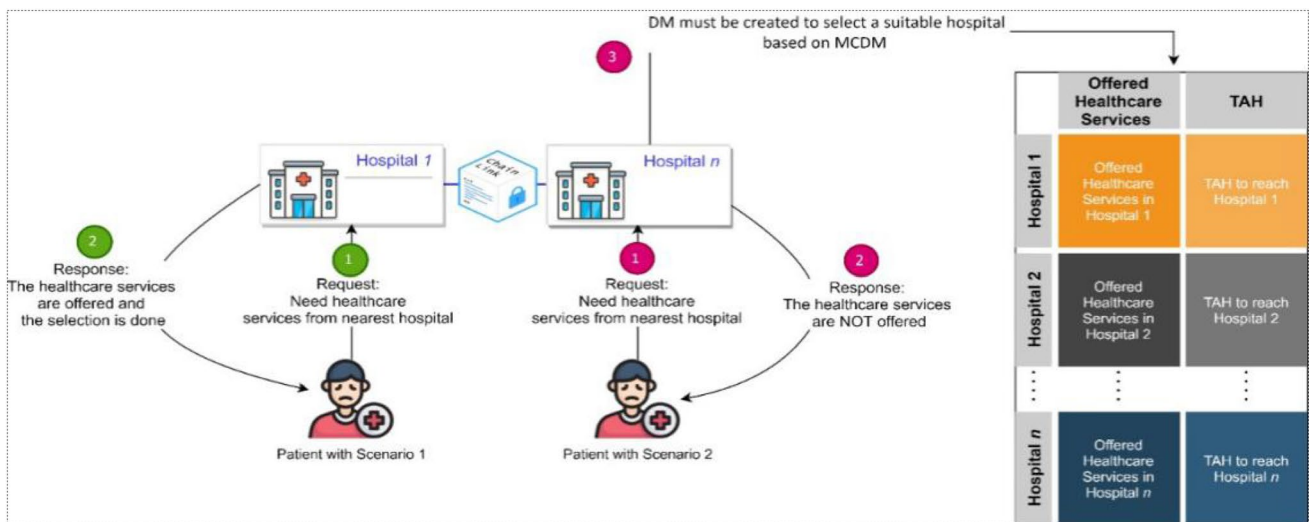 DM must be created to select a suitable hospital
based on MCDM
3
Hospital 1
Chain
Link
Hospital n
2
Response:
The healthcare services
are offered and
the selection is done
1
Request:
Need healthcare
services from nearest hospital
1
Request:
Need healthcare
services from nearest hospital
2
Response:
The healthcare services
are NOT offered
Patient with Scenario 1
Patient with Scenario 2
Offered
Healthcare
Services
TAH
Hospital 1
Offered
Healthcare
Services in
Hospital 1
TAH to reach
Hospital 1
Hospital 2
Offered
Healthcare
Services in
Hospital 2
TAH to reach
Hospital 2
Hospital n
Offered
Healthcare
Services in
Hospital n
TAH to reach
Hospital n